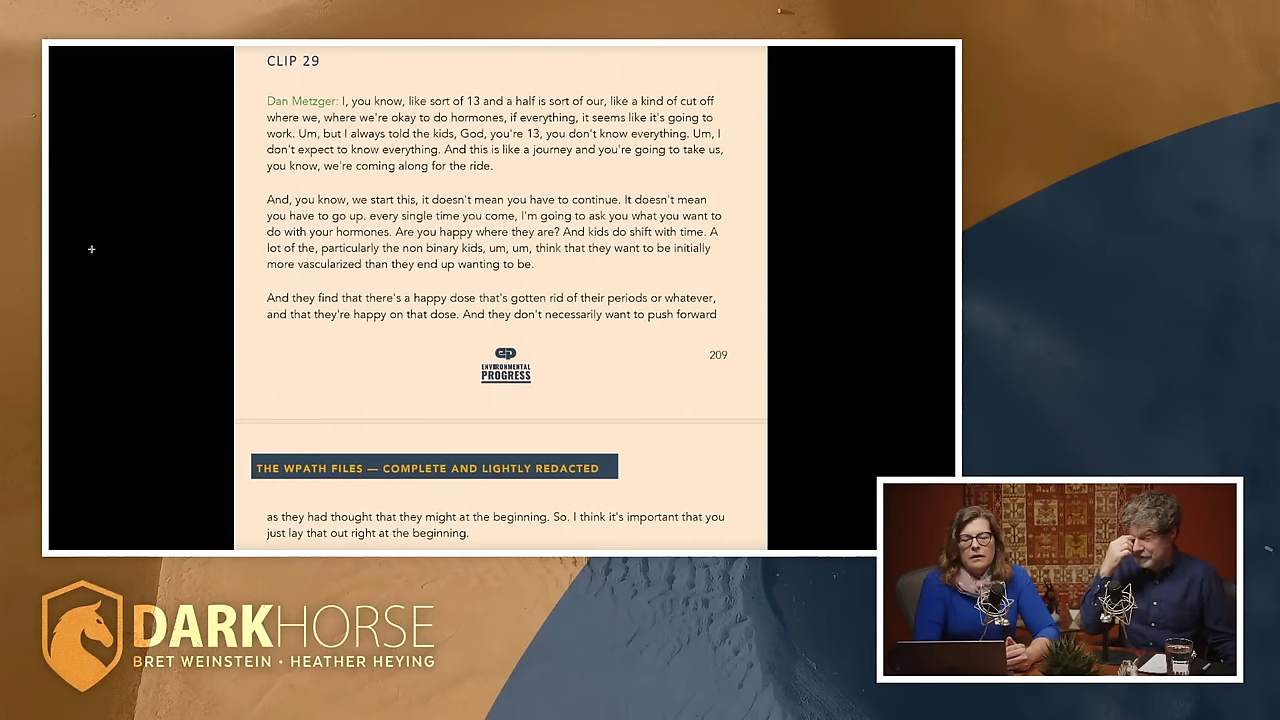 CLIP 29
Dan Metzger: I, you know, like sort of 13 and a half is sort of our, like a kind of cut off
where we, where we're okay to do hormones, if everything, it seems like it's going to
work. Um, but I always told the kids, God, you're 13, you don't know everything. Um, I
don't expect to know everything. And this is like a journey and you're going to take us,
you know, we're coming along for the ride.
And, you know, we start this, it doesn't mean you have to continue. It doesn't mean
you have to go up. every single time you come, I'm going to ask you what you want to
do with your hormones. Are you happy where they are? And kids do shift with time. A
lot of the, particularly the non binary kids, um, um, think that they want to be initially
more vascularized than they end up wanting to be.
And they find that there's a happy dose that's gotten rid of their periods or whatever,
and that they're happy on that dose. And they don't necessarily want to push forward
ep
ENVIRONMENTAL
PROGRESS
209
THE WPATH FILES — COMPLETE AND LIGHTLY REDACTED
as they had thought that they might at the beginning. So. I think it's important that you
just lay that out right at the beginning.
DARKHORSE
BRET WEINSTEIN • HEATHER HEYING